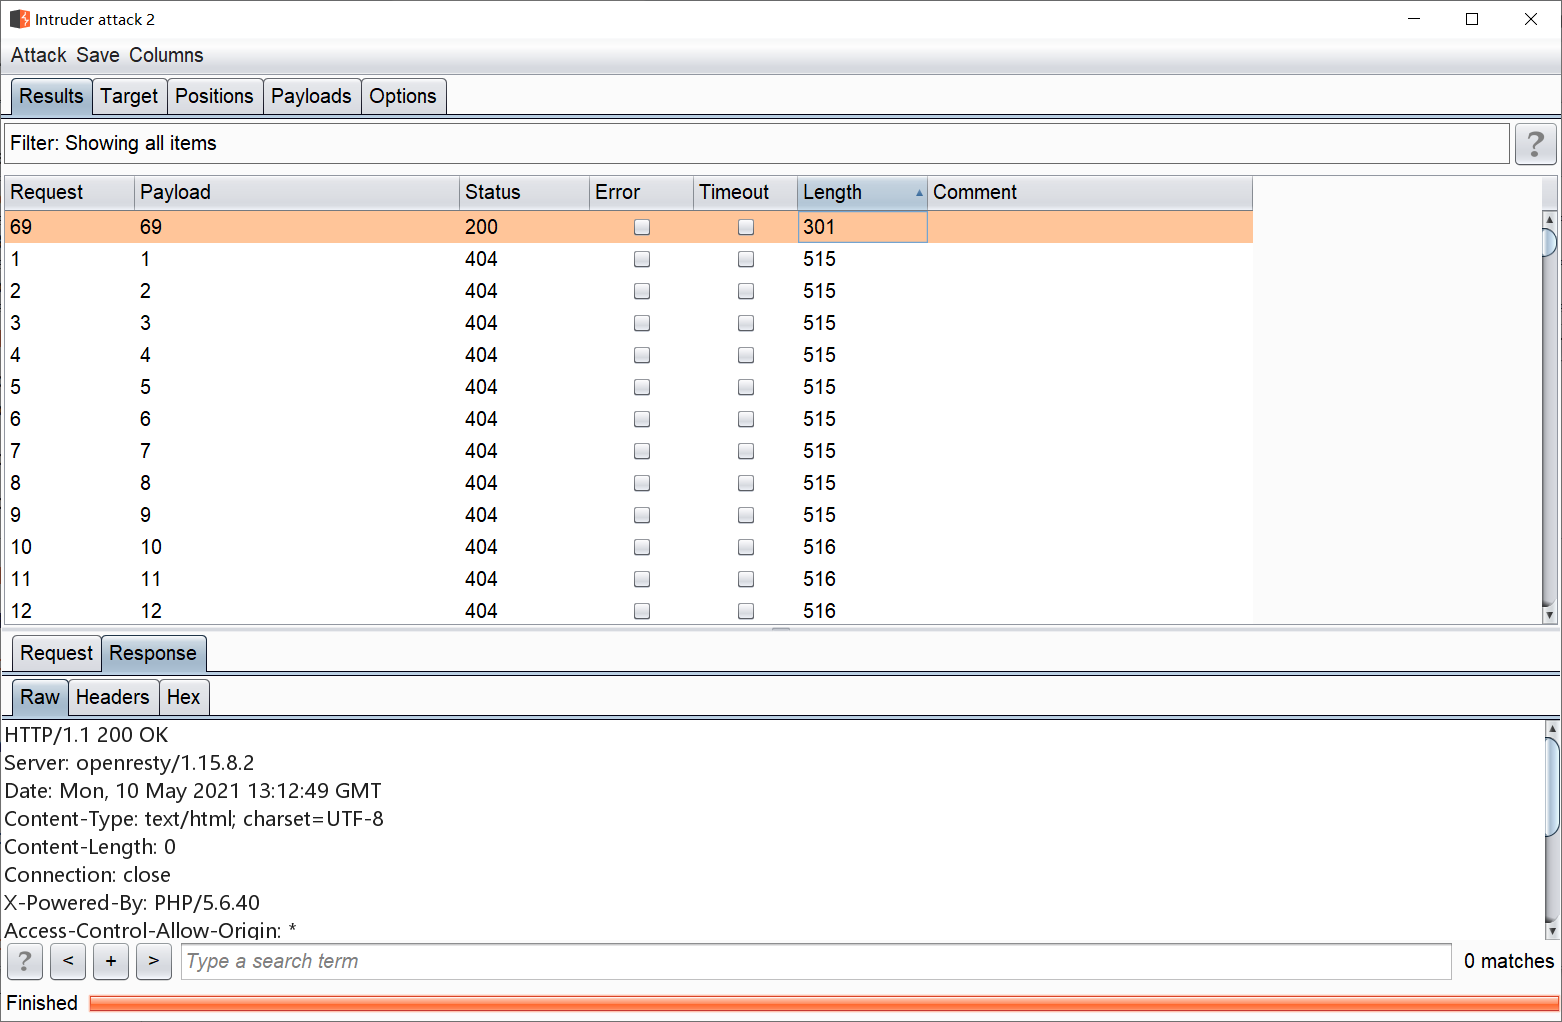 Intruder attack 2
Attack Save Columns
Results Target Positions Payloads Options
Filter: Showing all items ?
Request Payload Status Error Timeout Length Comment
69 69 200 301
1 1 404 515
2 2 404 515
3 3 404 515
4 4 404 515
5 5 404 515
6 6 404 515
7 7 404 515
8 8 404 515
9 9 404 515
10 10 404 516
11 11 404 516
12 12 404 516
Request Response
Raw Headers Hex
HTTP/1.1 200 OK
Server: openresty/1.15.8.2
Date: Mon, 10 May 2021 13:12:49 GMT
Content-Type: text/html; charset=UTF-8
Content-Length: 0
Connection: close
X-Powered-By: PHP/5.6.40
Access-Control-Allow-Origin: *
? < + > Type a search term 0 matches
Finished